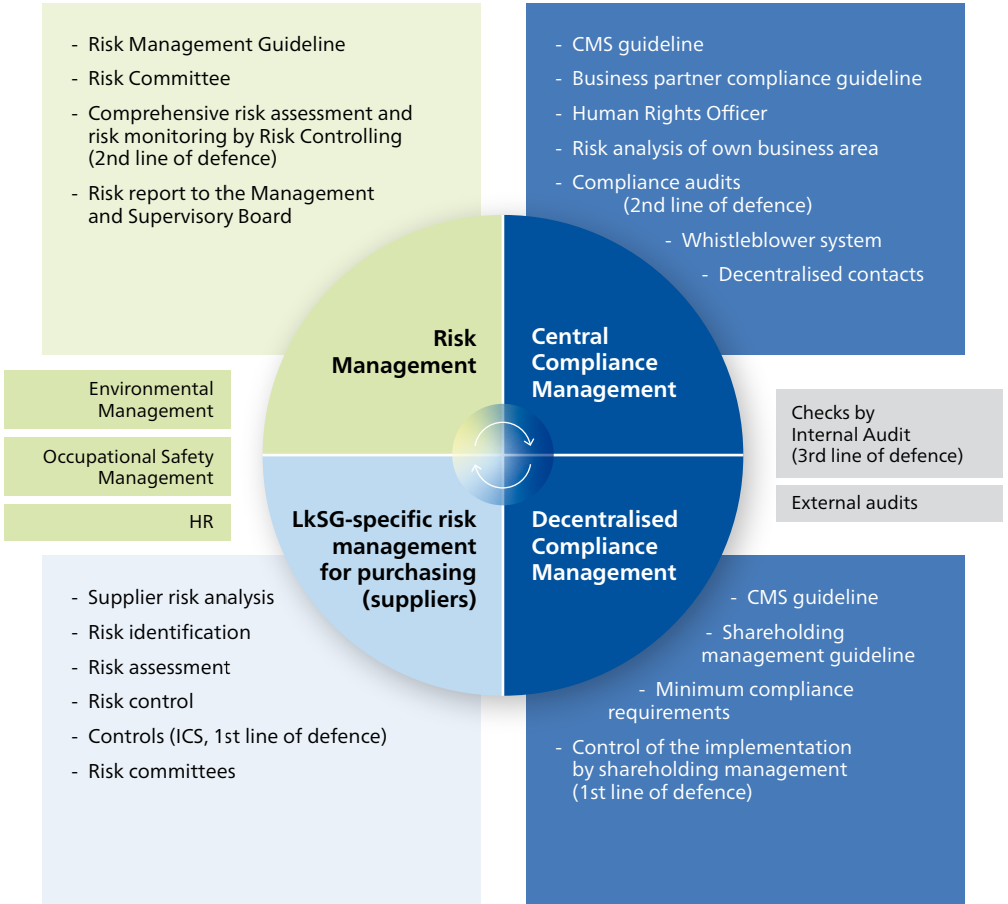 - Risk Management Guideline
- Risk Committee
- Comprehensive risk assessment and
risk monitoring by Risk Controlling
(2nd line of defence)
- Risk report to the Management
and Supervisory Board
- CMS guideline
- Business partner compliance guideline
- Human Rights Officer
- Risk analysis of own business area
- Compliance audits
(2nd line of defence)
- Whistleblower system
- Decentralised contacts
Risk
Management
Central
Compliance
Management
Environmental
Management
Occupational Safety
Management
HR
Checks by
Internal Audit
(3rd line of defence)
External audits
LkSG-specific risk
management
for purchasing
(suppliers)
Decentralised
Compliance
Management
- Supplier risk analysis
- Risk identification
- Risk assessment
- Risk control
- Controls (ICS, 1st line of defence)
- Risk committees
- CMS guideline
- Shareholding
management guideline
- Minimum compliance
requirements
- Control of the implementation
by shareholding management
(1st line of defence)